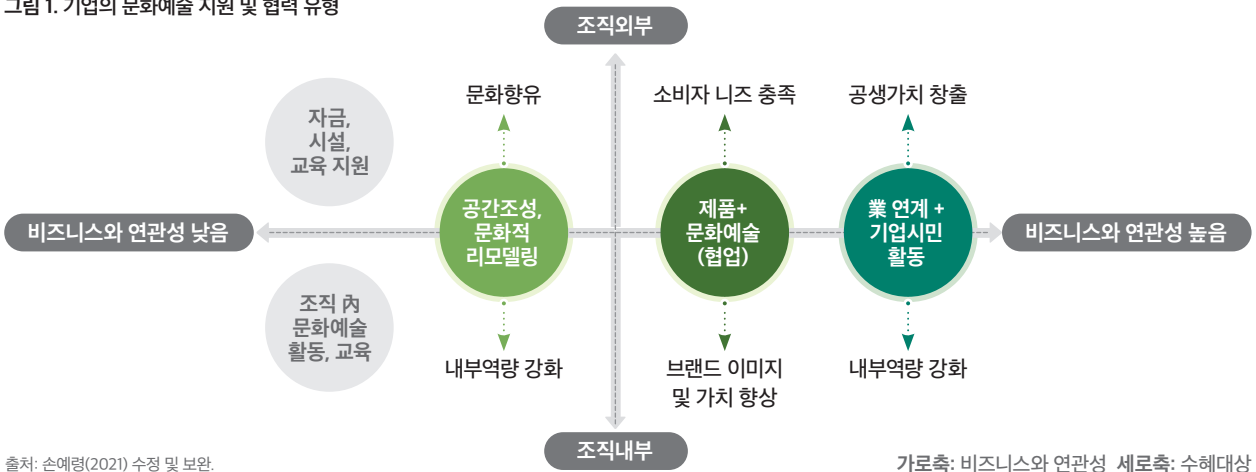 그림 1. 기업의 문화예술 지원 및 협력 유형
조직외부
자금,
시설,
교육 지원
문화향유
소비자 니즈 충족
공생가치 창출
비즈니스와 연관성 낮음
공간조성,
문화적
리모델링
제품+
문화예술
(협업)
業 연계 +
기업시민
활동
비즈니스와 연관성 높음
조직 內
문화예술
활동, 교육
내부역량 강화
브랜드 이미지
및 가치 향상
내부역량 강화
조직내부
출처: 손예령(2021) 수정 및 보완.
가로축: 비즈니스와 연관성 세로축: 수혜대상